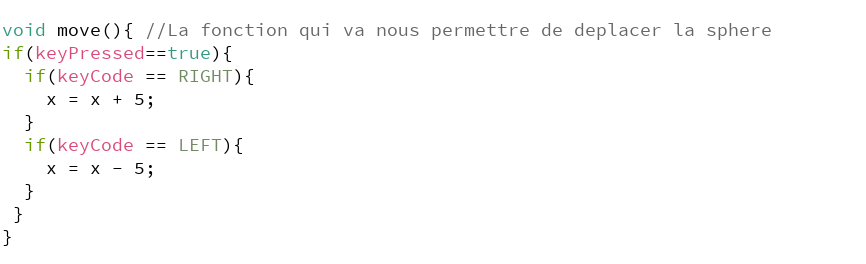 void move(){ //La fonction qui va nous permettre de deplacer la sphere
if(keyPressed==true){
  if(keyCode == RIGHT){
    x = x + 5;
  }
  if(keyCode == LEFT){
    x = x - 5;
  }
 }
}